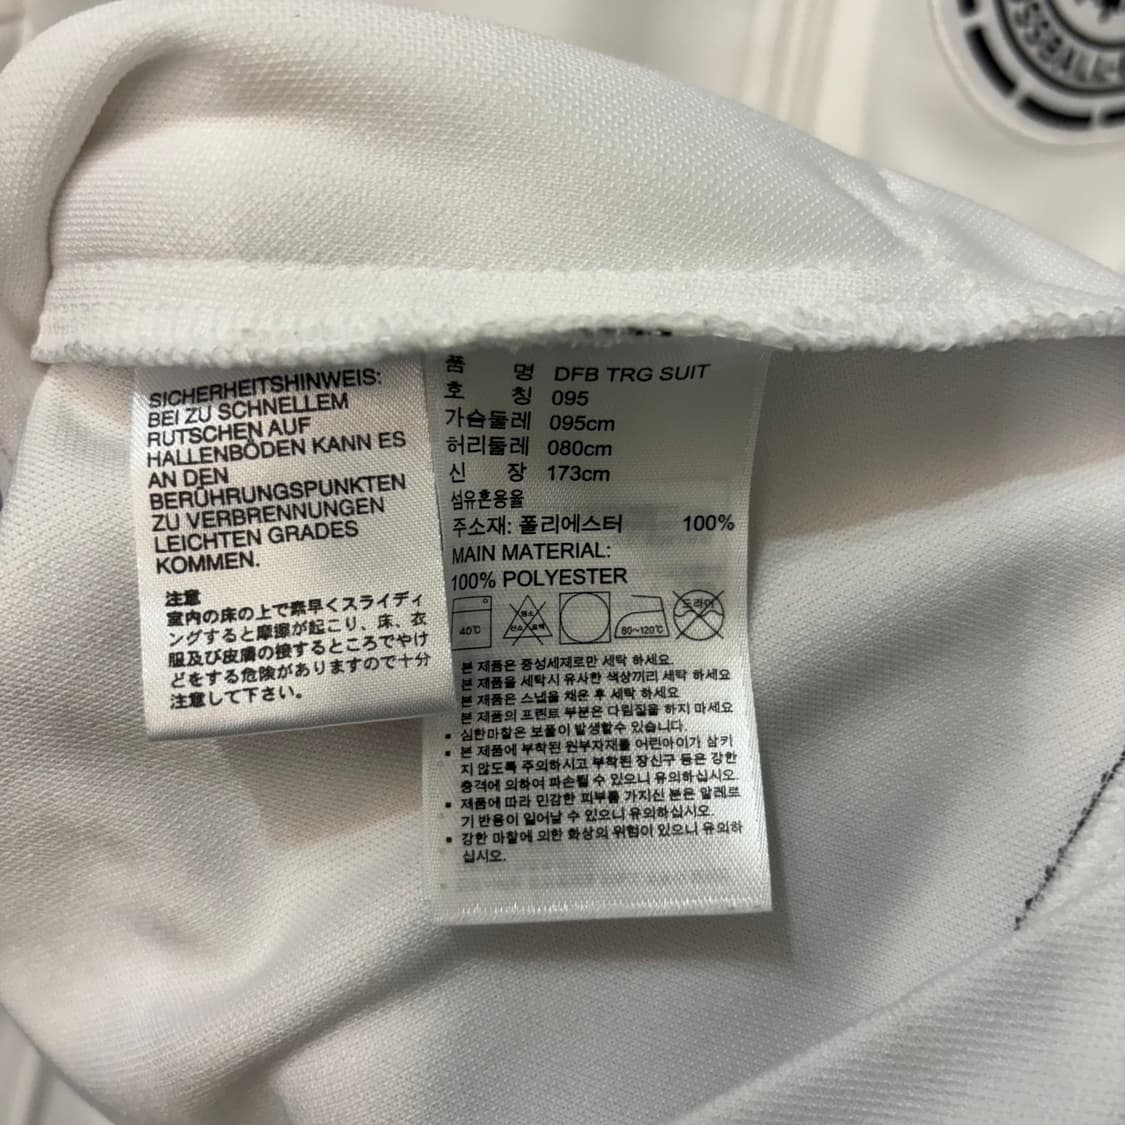 SSBALL
SICHERHEITSHINWEIS:
BEI ZU SCHNELLEM
RUTSCHEN AUF
HALLENBÖDEN KANN ES
AN DEN
BERÜHRUNGSPUNKTEN
ZU VERBRENNUNGEN
LEICHTEN GRADES
KOMMEN.
注意
室内の床の上で素早くスライディ
ングすると摩擦が起こり、床、衣
服及び皮膚の接するところでやけ
どをする危険がありますので十分
注意して下さい。
품 명 DFB TRG SUIT
호 칭 095
가슴둘레 095cm
허리둘레 080cm
신 장 173cm
섬유혼용율
주소재: 폴리에스터 100%
MAIN MATERIAL:
100% POLYESTER
40℃ 염소 산소표백 80~120℃ 드라이
본 제품은 중성세제로만 세탁 하세요.
본 제품을 세탁시 유사한 색상끼리 세탁 하세요
본 제품은 스냅을 채운 후 세탁 하세요
본 제품의 프린트 부분은 다림질을 하지 마세요
▪ 심한마찰은 보풀이 발생할수 있습니다.
▪ 본 제품에 부착된 원부자재를 어린아이가 삼키
지 않도록 주의하시고 부착된 장신구 등은 강한
충격에 의하여 파손될 수 있으니 유의하십시오.
▪ 제품에 따라 민감한 피부를 가지신 분은 알레르
기 반응이 일어날 수 있으니 유의하십시오.
▪ 강한 마찰에 의한 화상의 위험이 있으니 유의하
십시오.